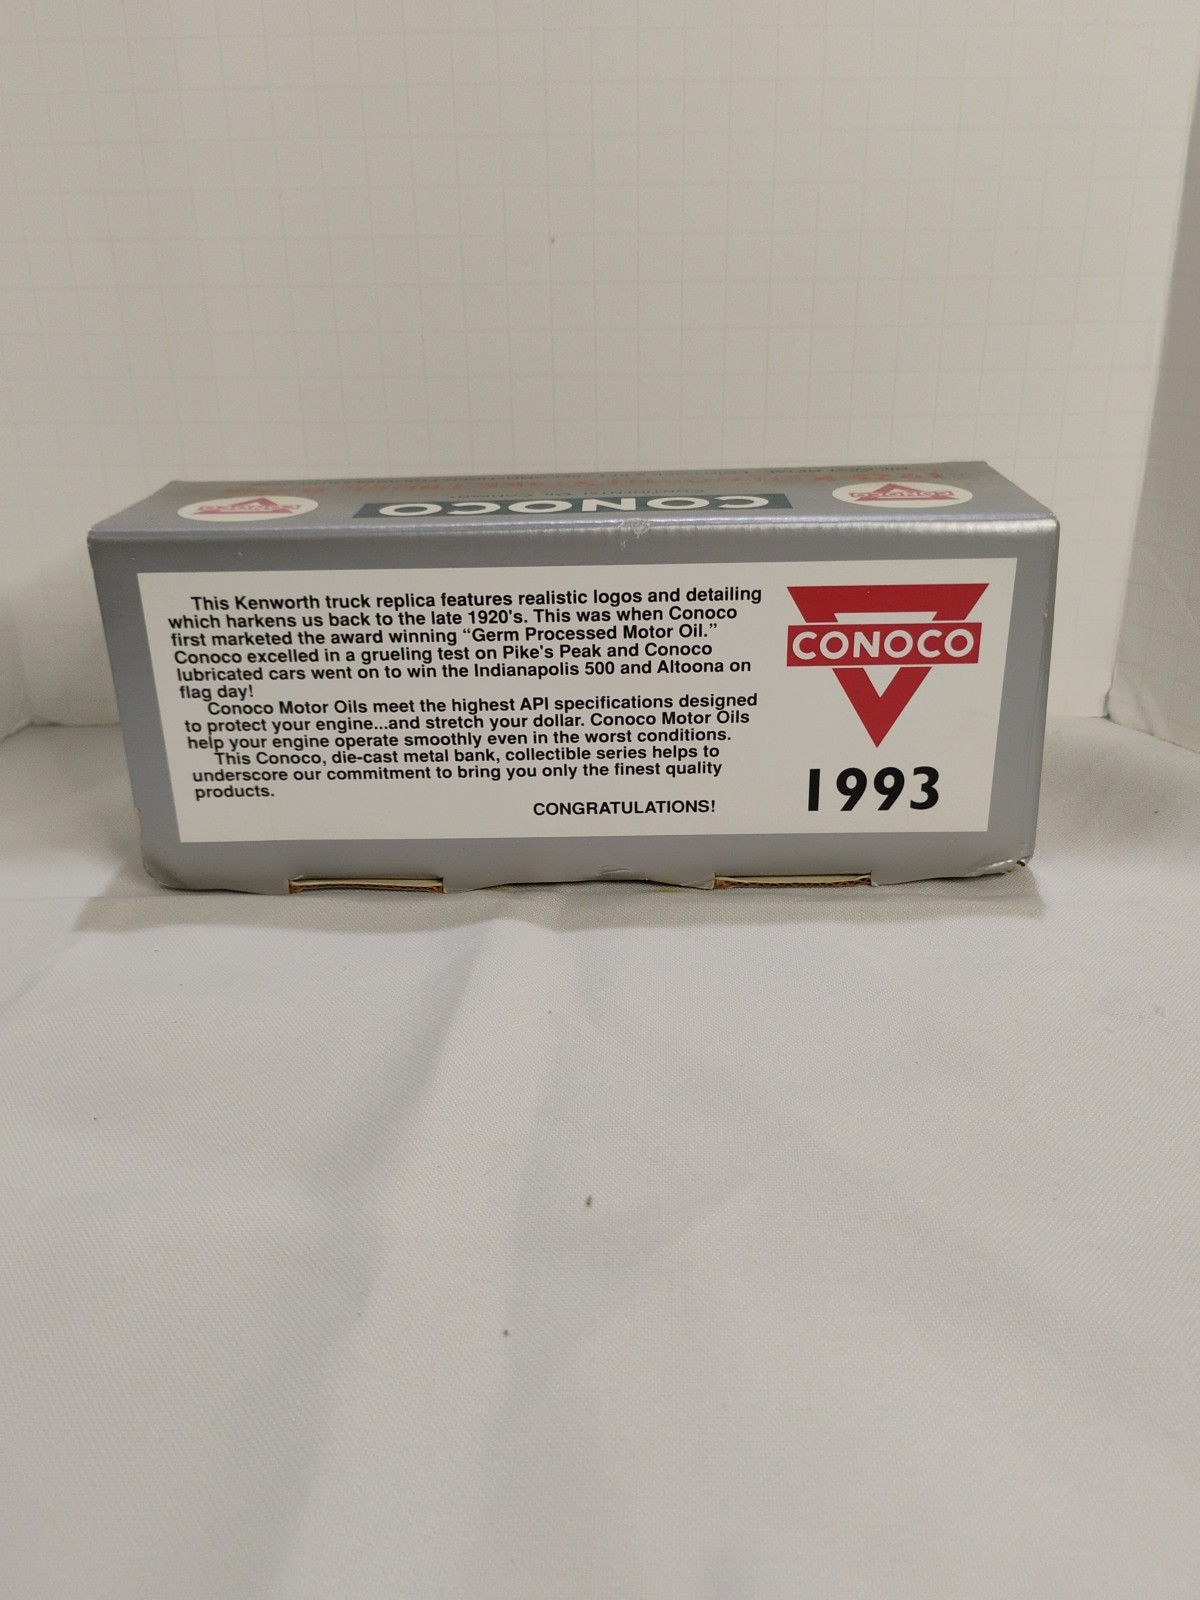 CONOCO
CONOCO
CONOCO
This Kenworth truck replica features realistic logos and detailing
which harkens us back to the late 1920's. This was when Conoco
first marketed the award winning “Germ Processed Motor Oil.”
Conoco excelled in a grueling test on Pike's Peak and Conoco
lubricated cars went on to win the Indianapolis 500 and Altoona on
flag day!
Conoco Motor Oils meet the highest API specifications designed
to protect your engine...and stretch your dollar. Conoco Motor Oils
help your engine operate smoothly even in the worst conditions.
This Conoco, die-cast metal bank, collectible series helps to
underscore our commitment to bring you only the finest quality
products.
CONGRATULATIONS!
CONOCO
1993